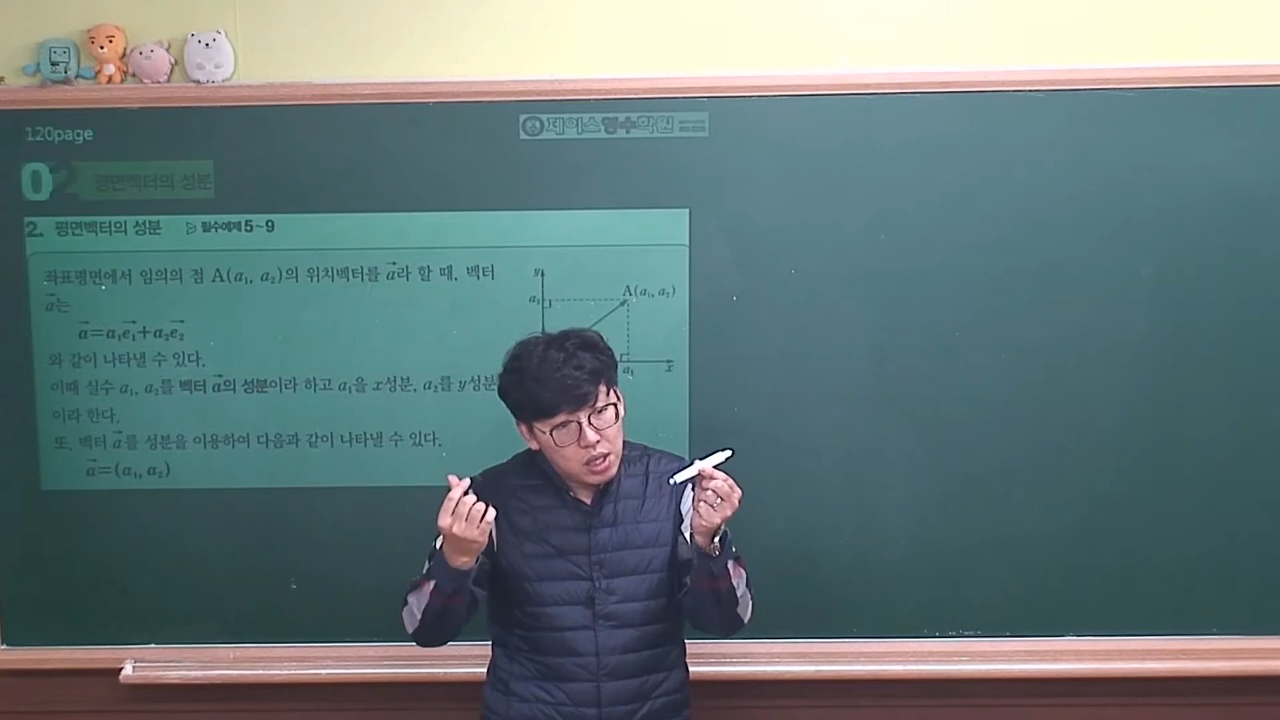 120page
제이스영수학원
02 평면벡터의 성분
2. 평면벡터의 성분 ▷ 필수예제 5~9
좌표평면에서 임의의 점 A(a₁, a₂)의 위치벡터를 a⃗라 할 때, 벡터
a⃗는
a⃗=a₁e₁⃗+a₂e₂⃗
와 같이 나타낼 수 있다.
이때 실수 a₁, a₂를 벡터 a⃗의 성분이라 하고 a₁을 x성분, a₂를 y성분
이라 한다.
또, 벡터 a⃗를 성분을 이용하여 다음과 같이 나타낼 수 있다.
a⃗=(a₁, a₂)
y
a₂
A(a₁, a₂)
a₁
x